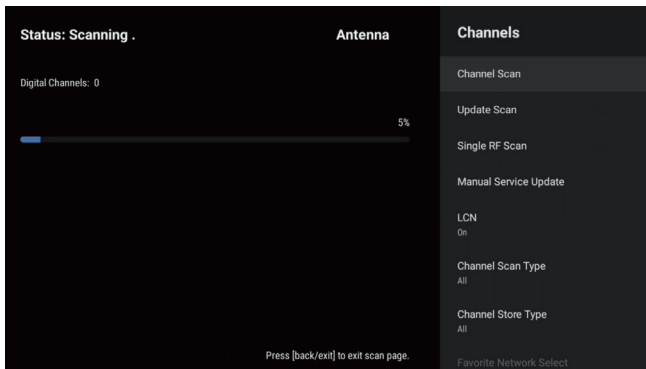 Status: Scanning .
Antenna
Digital Channels: 0
5%
Press [back/exit] to exit scan page.
Channels
Channel Scan
Update Scan
Single RF Scan
Manual Service Update
LCN
On
Channel Scan Type
All
Channel Store Type
All
Favorite Network Select